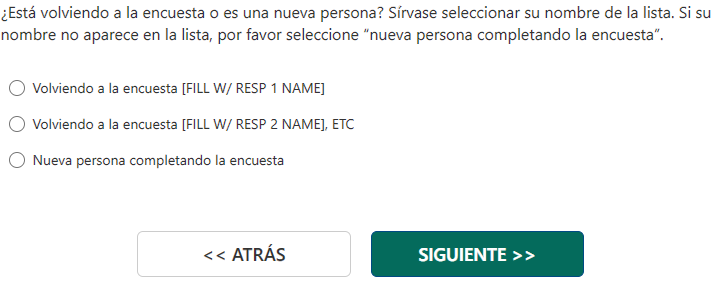 ¿Está volviendo a la encuesta o es una nueva persona? Sírvase seleccionar su nombre de la lista. Si su
nombre no aparece en la lista, por favor seleccione “nueva persona completando la encuesta”.
Volviendo a la encuesta [FILL W/ RESP 1 NAME]
Volviendo a la encuesta [FILL W/ RESP 2 NAME], ETC
Nueva persona completando la encuesta
<< ATRÁS
SIGUIENTE >>